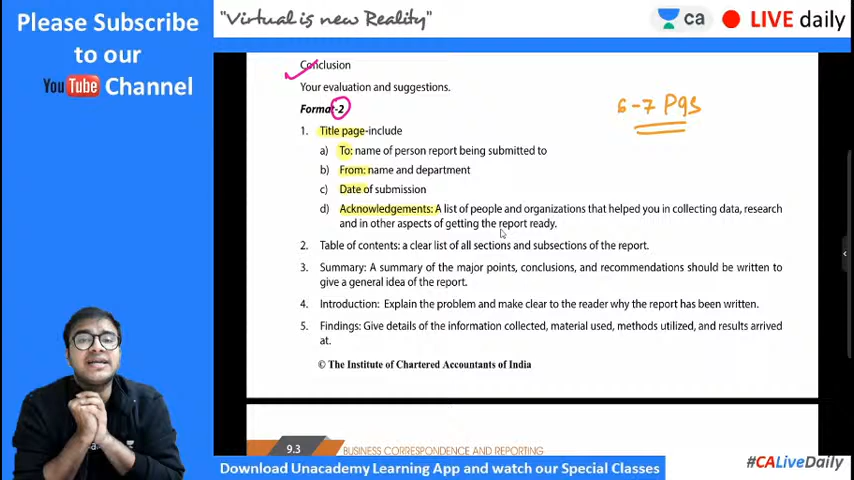 Please Subscribe
to our
YouTube Channel
"Virtual is new Reality"
ca
LIVE daily
Conclusion
Your evaluation and suggestions.
Format-2
6-7 Pgs
1. Title page-include
a) To: name of person report being submitted to
b) From: name and department
c) Date of submission
d) Acknowledgements: A list of people and organizations that helped you in collecting data, research
and in other aspects of getting the report ready.
2. Table of contents: a clear list of all sections and subsections of the report.
3. Summary: A summary of the major points, conclusions, and recommendations should be written to
give a general idea of the report.
4. Introduction: Explain the problem and make clear to the reader why the report has been written.
5. Findings: Give details of the information collected, material used, methods utilized, and results arrived
at.
© The Institute of Chartered Accountants of India
9.3
BUSINESS CORRESPONDENCE AND REPORTING
Download Unacademy Learning App and watch our Special Classes
#CALiveDaily